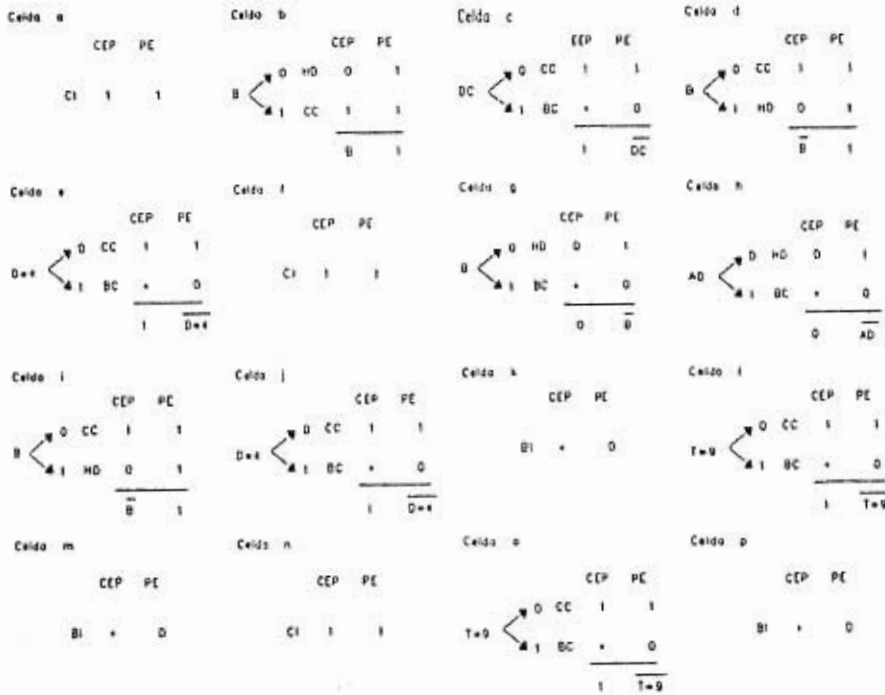 Celda a
CEP PE
CI 1 1
Celda b
CEP PE
0 HD 0 1
B
1 CC 1 1
B 1
Celda c
CEP PE
0 CC 1 1
DC
1 BC * 0
1 D̅C̅
Celda d
CEP PE
0 CC 1 1
B
1 HD 0 1
B̅ 1
Celda e
CEP PE
0 CC 1 1
D=4
1 BC * 0
1 D̅=̅4̅
Celda f
CEP PE
CI 1 1
Celda g
CEP PE
0 HD 0 1
B
1 BC * 0
0 B̅
Celda h
CEP PE
0 HD 0 1
AD
1 BC * 0
0 A̅D̅
Celda i
CEP PE
0 CC 1 1
B
1 HD 0 1
B̅ 1
Celda j
CEP PE
0 CC 1 1
D=4
1 BC * 0
1 D̅=̅4̅
Celda k
CEP PE
BI * 0
Celda l
CEP PE
0 CC 1 1
T=9
1 BC * 0
1 T̅=̅9̅
Celda m
CEP PE
BI * 0
Celda n
CEP PE
CI 1 1
Celda o
CEP PE
0 CC 1 1
T=9
1 BC * 0
1 T̅=̅9̅
Celda p
CEP PE
BI * 0